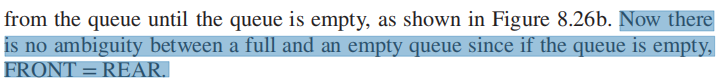 from the queue until the queue is empty, as shown in Figure 8.26b. Now there
is no ambiguity between a full and an empty queue since if the queue is empty,
FRONT = REAR.